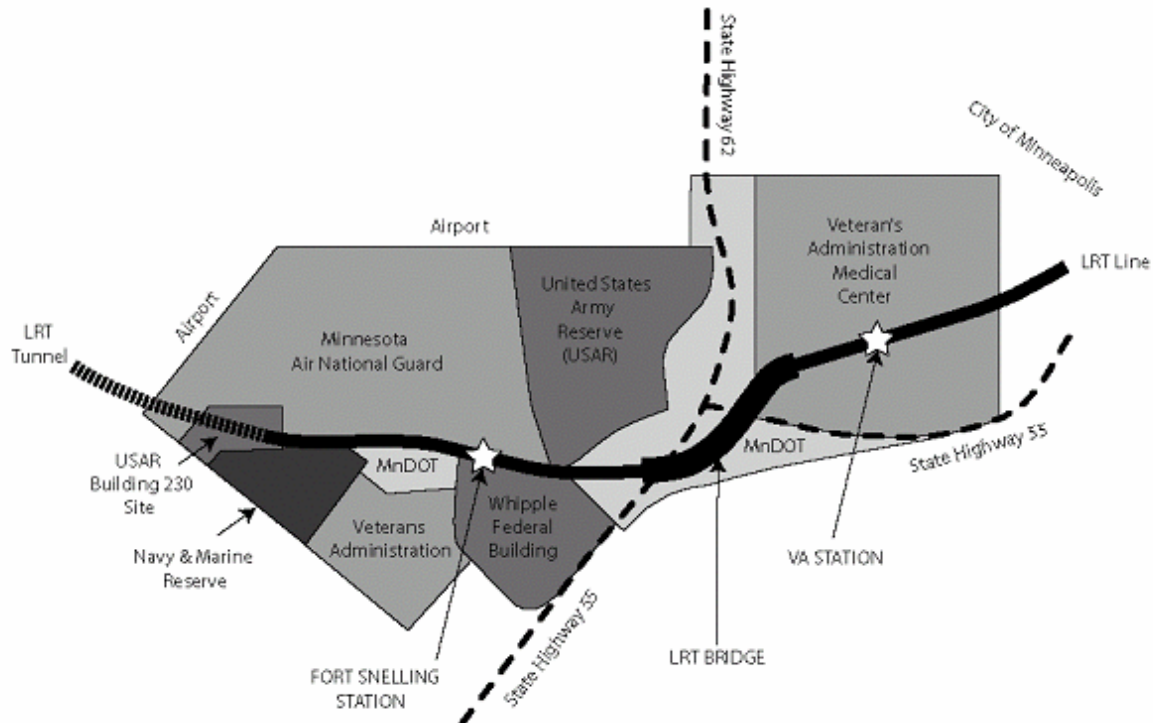 State Highway 62
City of Minneapolis
Airport
Veteran's
Administration
Medical
Center
LRT Line
United States
Army
Reserve
(USAR)
Airport
Minnesota
Air National Guard
LRT
Tunnel
MnDOT
MnDOT
State Highway 55
USAR
Building 230
Site
Whipple
Federal
Building
Veterans
Administration
Navy & Marine
Reserve
VA STATION
State Highway 55
LRT BRIDGE
FORT SNELLING
STATION